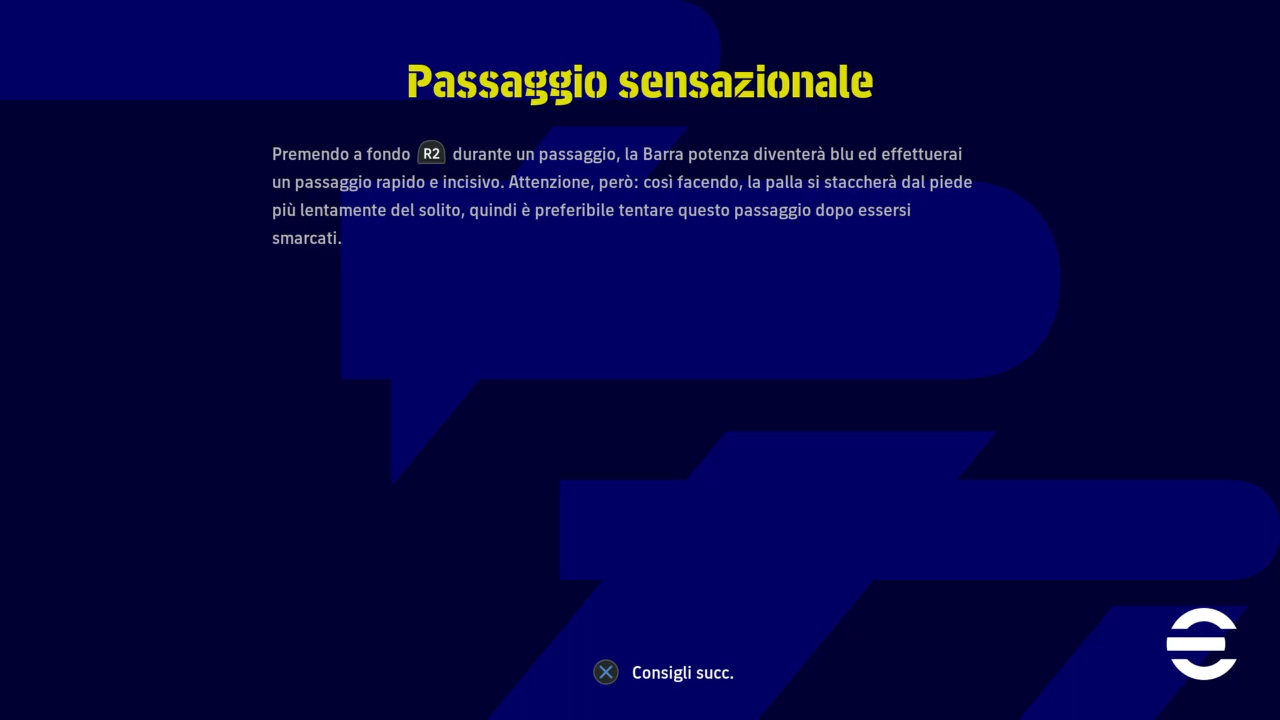 Passaggio sensazionale
Premendo a fondo R2 durante un passaggio, la Barra potenza diventerà blu ed effettuerai
un passaggio rapido e incisivo. Attenzione, però: così facendo, la palla si staccherà dal piede
più lentamente del solito, quindi è preferibile tentare questo passaggio dopo essersi
smarcati.
Consigli succ.